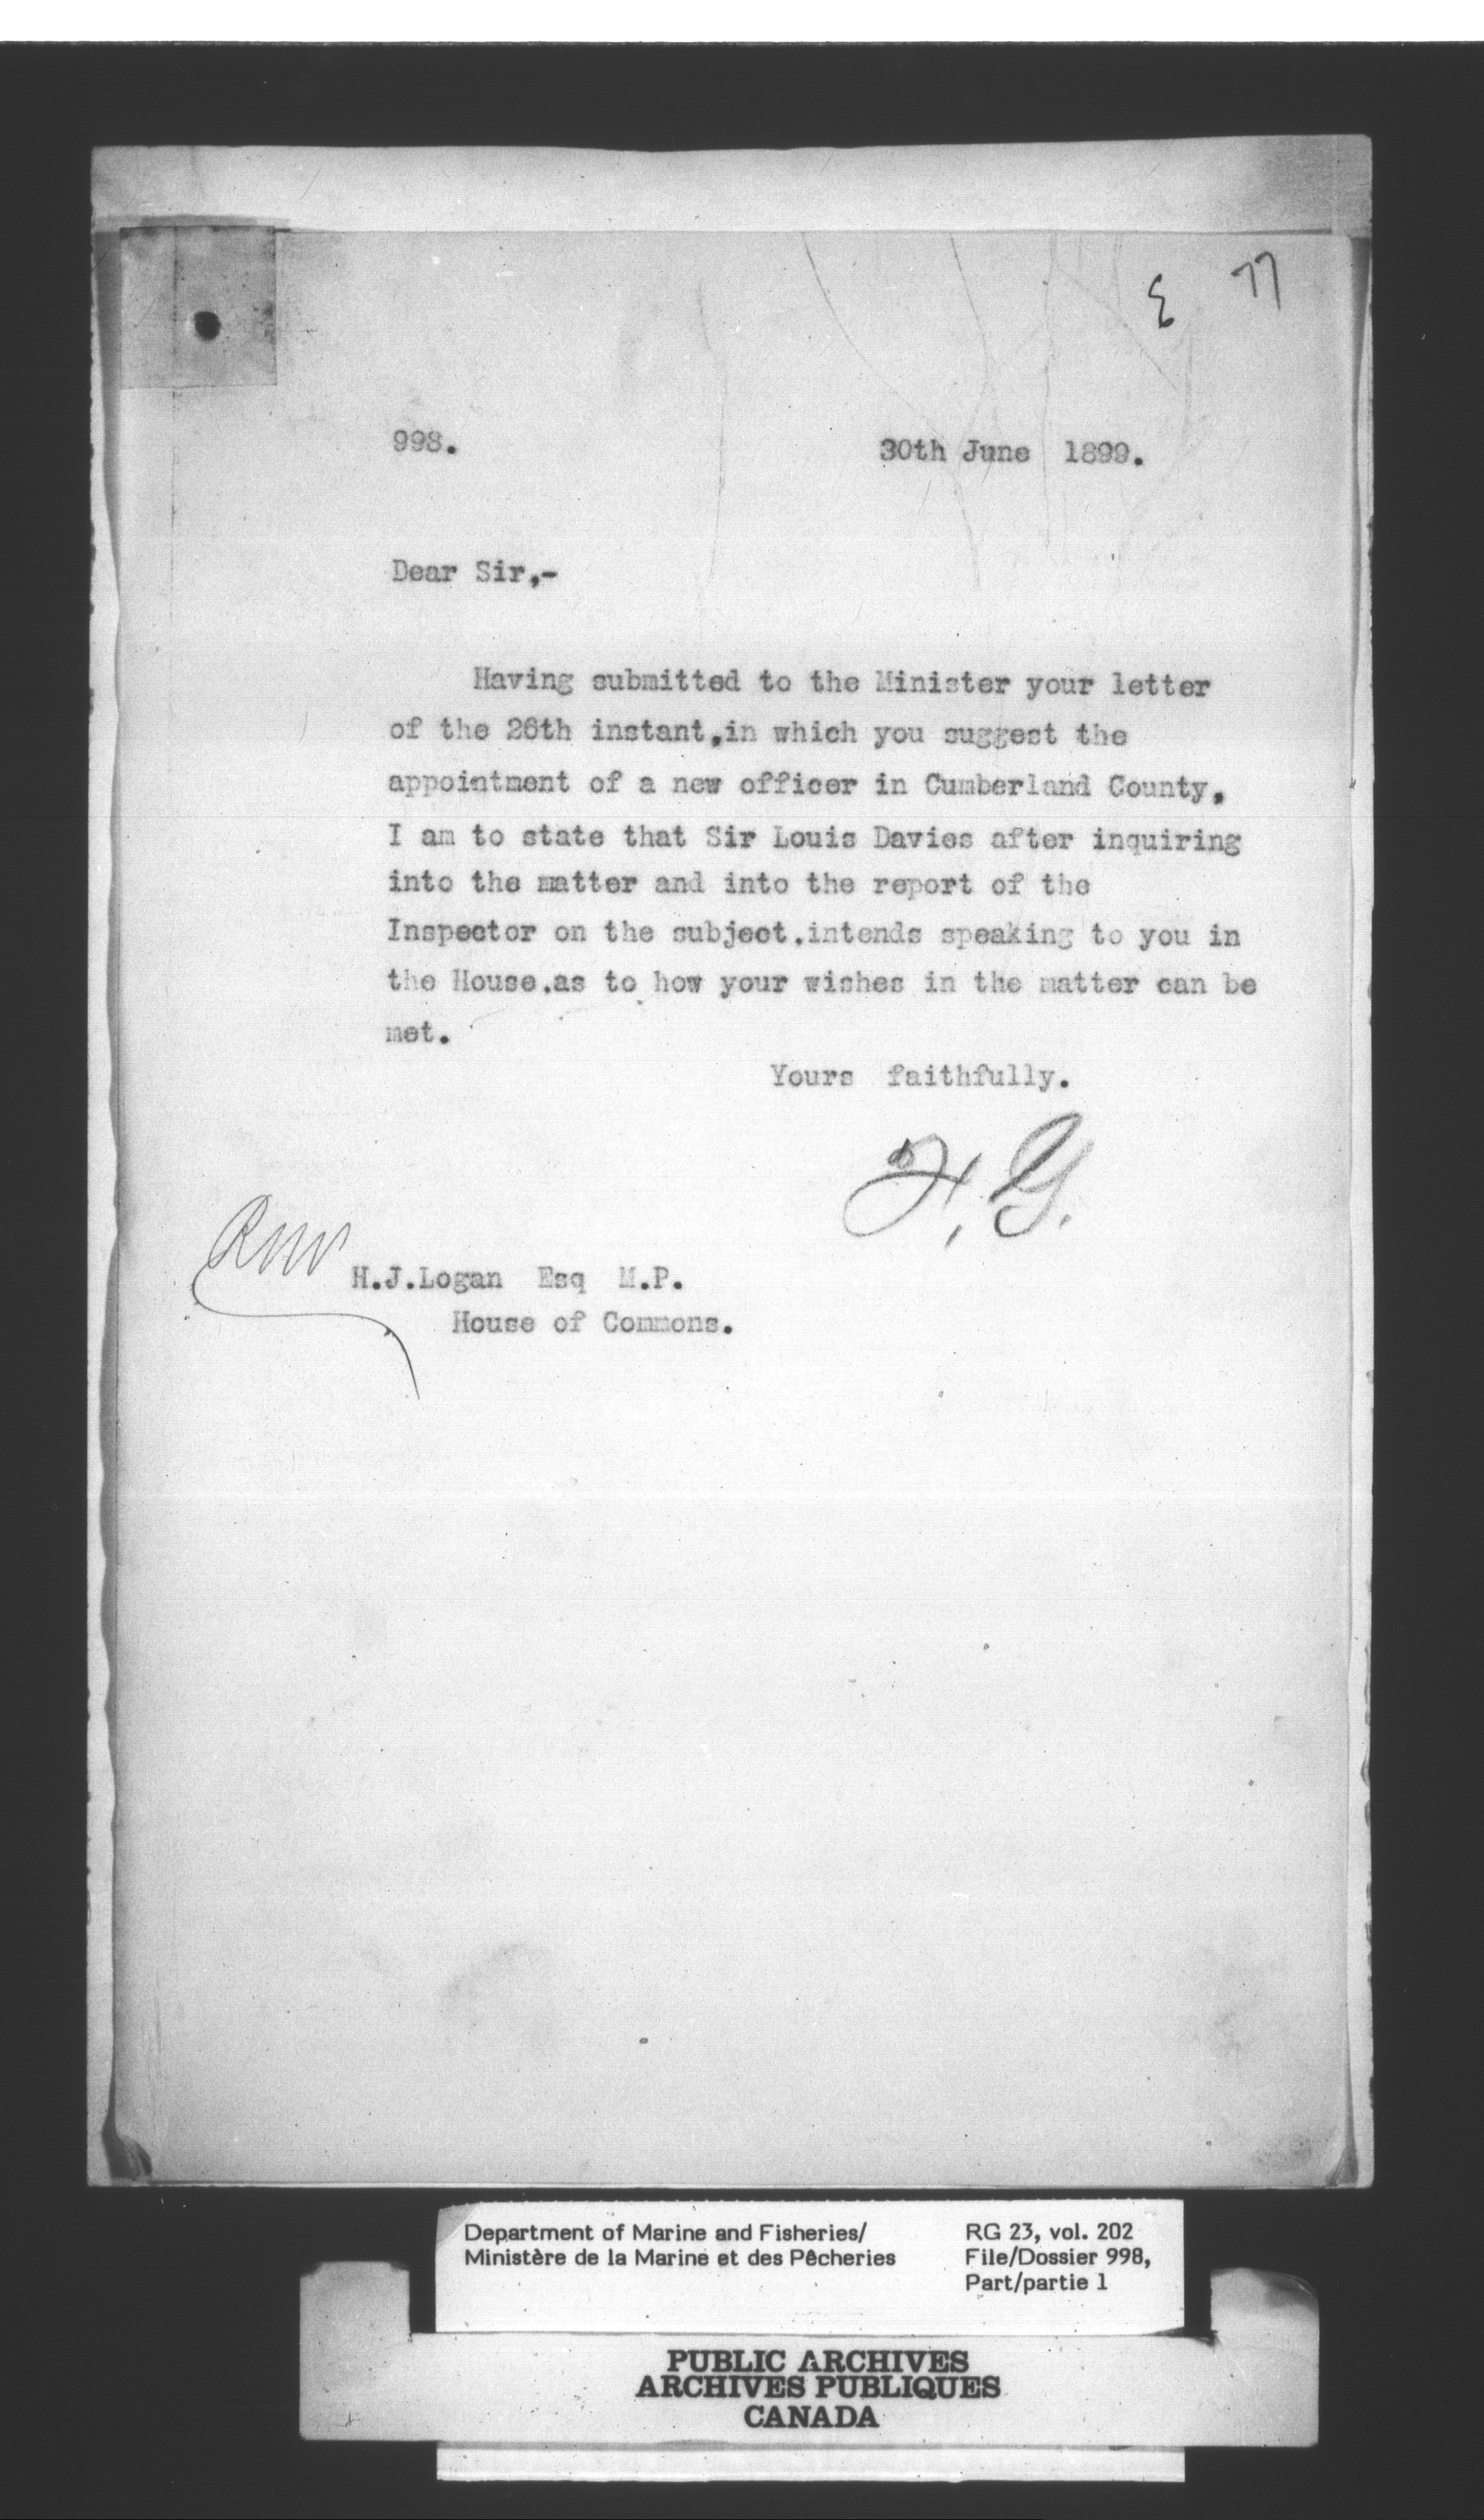 77
998.
30th June 1899.
Dear Sir,-
Having submitted to the Minister your letter
of the 26th instant,in which you suggest the
appointment of a new officer in Cumberland County,
I am to state that Sir Louis Davies after inquiring
into the matter and into the report of the
Inspector on the subject.intends speaking to you in
the House.as to how your wishes in the matter can be
met.
Yours faithfully.
F. G.
H.J.Logan Esq M.P.
House of Commons.
Department of Marine and Fisheries/
Ministère de la Marine et des Pêcheries
RG 23, vol. 202
File/Dossier 998,
Part/partie 1
PUBLIC ARCHIVES
ARCHIVES PUBLIQUES
CANADA